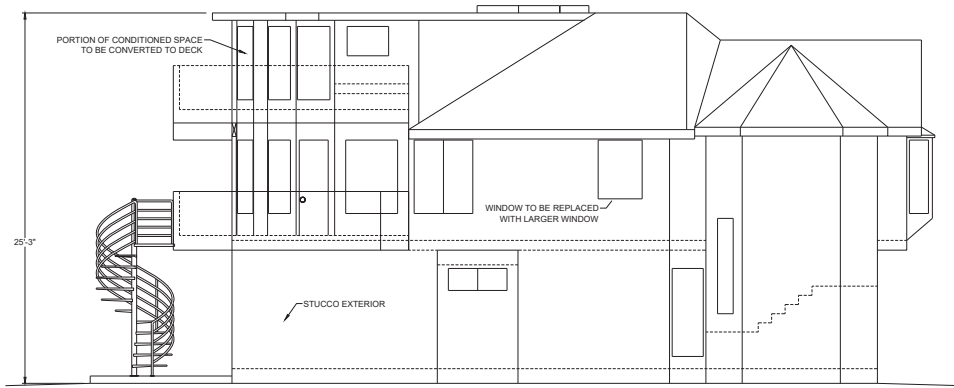 PORTION OF CONDITIONED SPACE
TO BE CONVERTED TO DECK
WINDOW TO BE REPLACED
WITH LARGER WINDOW
25'-3"
STUCCO EXTERIOR